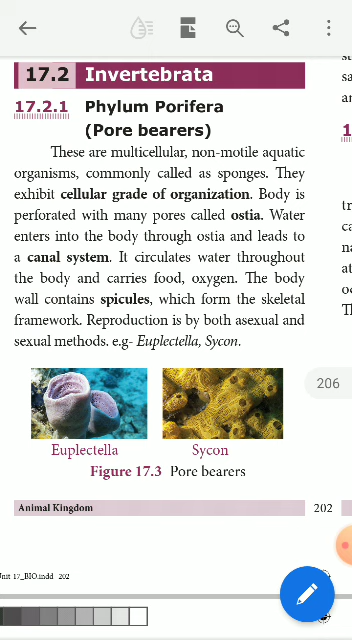 17.2 Invertebrata
17.2.1 Phylum Porifera
(Pore bearers)
These are multicellular, non-motile aquatic
organisms, commonly called as sponges. They
exhibit cellular grade of organization. Body is
perforated with many pores called ostia. Water
enters into the body through ostia and leads to
a canal system. It circulates water throughout
the body and carries food, oxygen. The body
wall contains spicules, which form the skeletal
framework. Reproduction is by both asexual and
sexual methods. e.g- Euplectella, Sycon.
206
Euplectella Sycon
Figure 17.3 Pore bearers
Animal Kingdom 202
Unit 17_BIO.indd 202